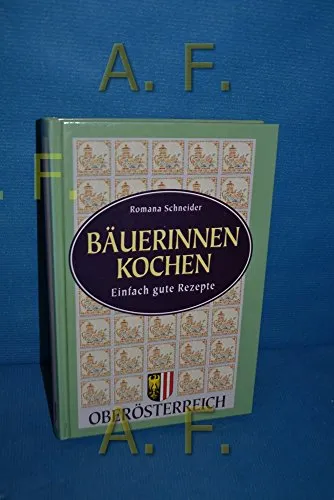 A. F.
A. F.
Romana Schneider
BÄUERINNEN
KOCHEN
Einfach gute Rezepte
OBERÖSTERREICH
A. F.